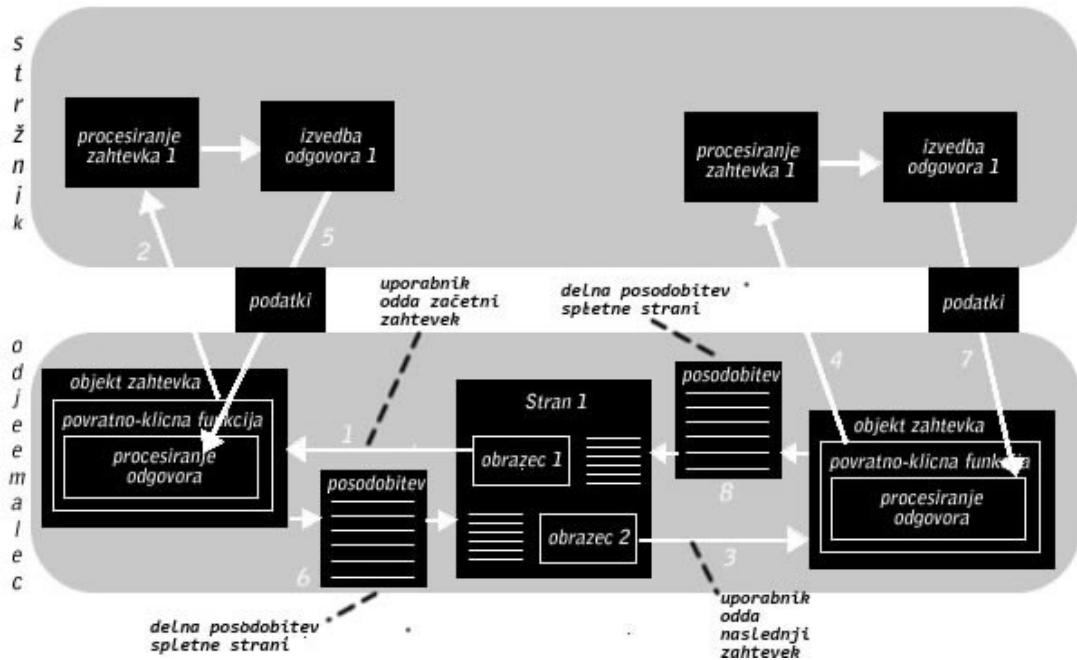 stržnik
procesiranje
zahtevka 1
izvedba
odgovora 1
procesiranje
zahtevka 1
izvedba
odgovora 1
2
5
podatki
uporabnik
odda začetni
zahtevek
delna posodobitev
spletne strani
podatki
4
7
odjeemalec
objekt zahtevka
povratno-klicna funkcija
procesiranje
odgovora
1
posodobitev
6
Stran 1
obrazec 1
obrazec 2
posodobitev
8
3
objekt zahtevka
povratno-klicna funkcija
procesiranje
odgovora
delna posodobitev
spletne strani
uporabnik
odda
naslednji
zahtevek